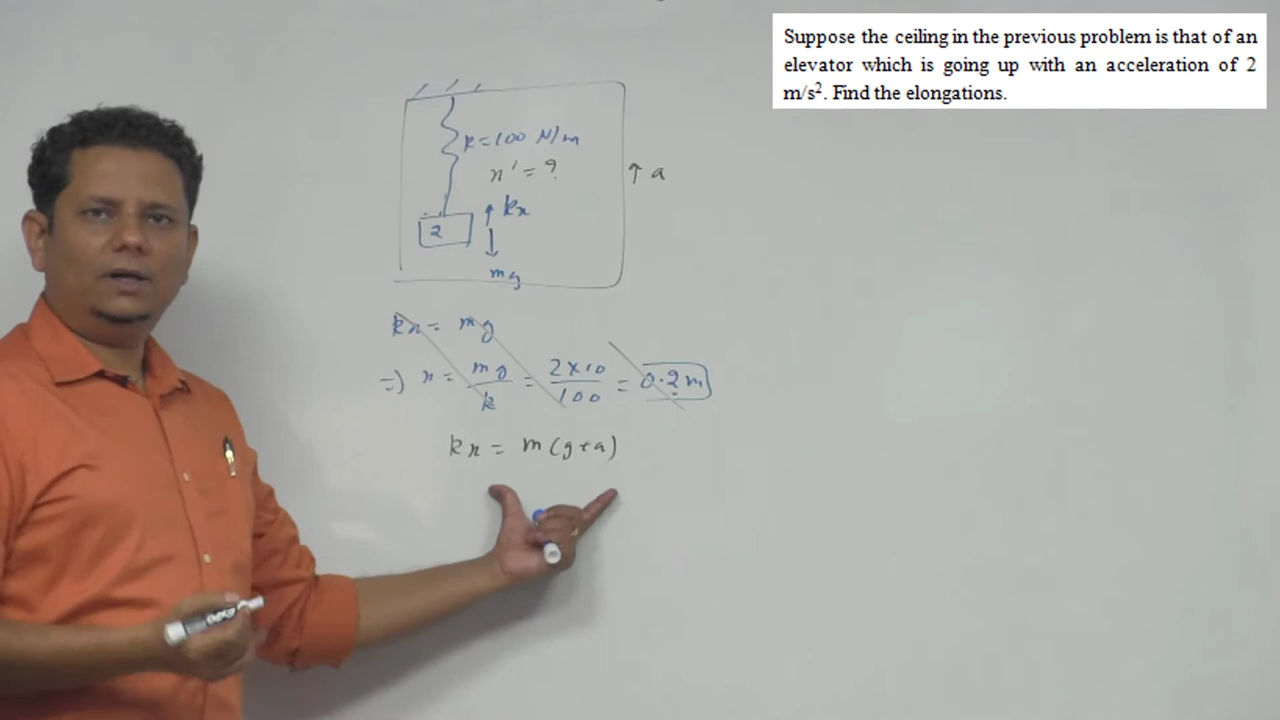 Suppose the ceiling in the previous problem is that of an
elevator which is going up with an acceleration of 2
m/s². Find the elongations.
k=100 N/m
x' = ?
↑ a
↑ kx
2
↓
mg
kx = mg
=) x = mg/k = 2×10/100 = 0.2m
kx = m(g+a)